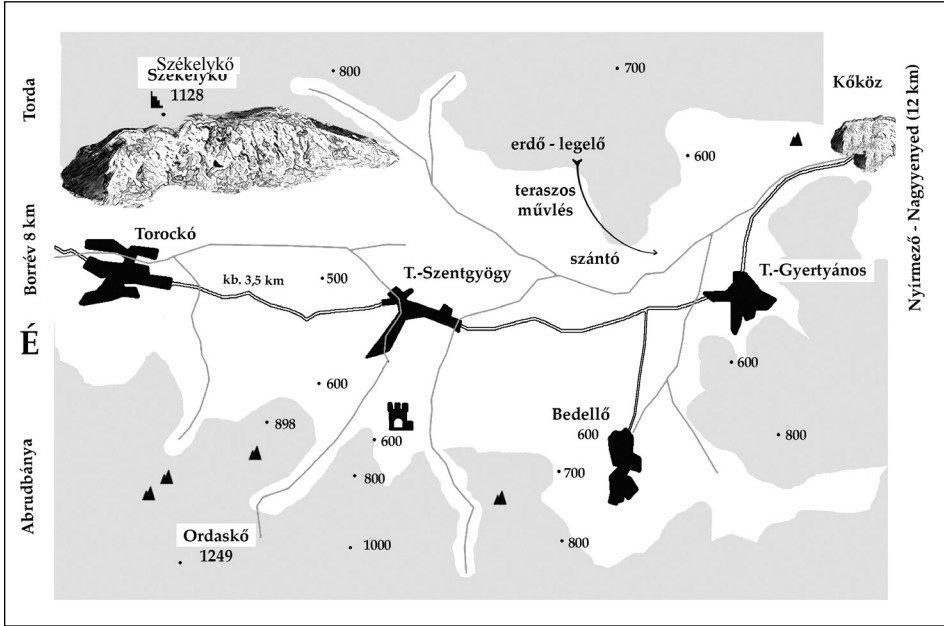 Székelykő
Székelykő
1128
800
700
Kőköz
600
erdő - legelő
teraszos
művlés
szántó
Torockó
kb. 3,5 km
500
T.-Szentgyögy
T.-Gyertyános
600
600
898
600
800
Bedellő
600
700
800
Ordaskő
1249
1000
800
Torda
Borrév 8 km
É
N
Abrudbánya
Nyírmező - Nagyyenyed (12 km)